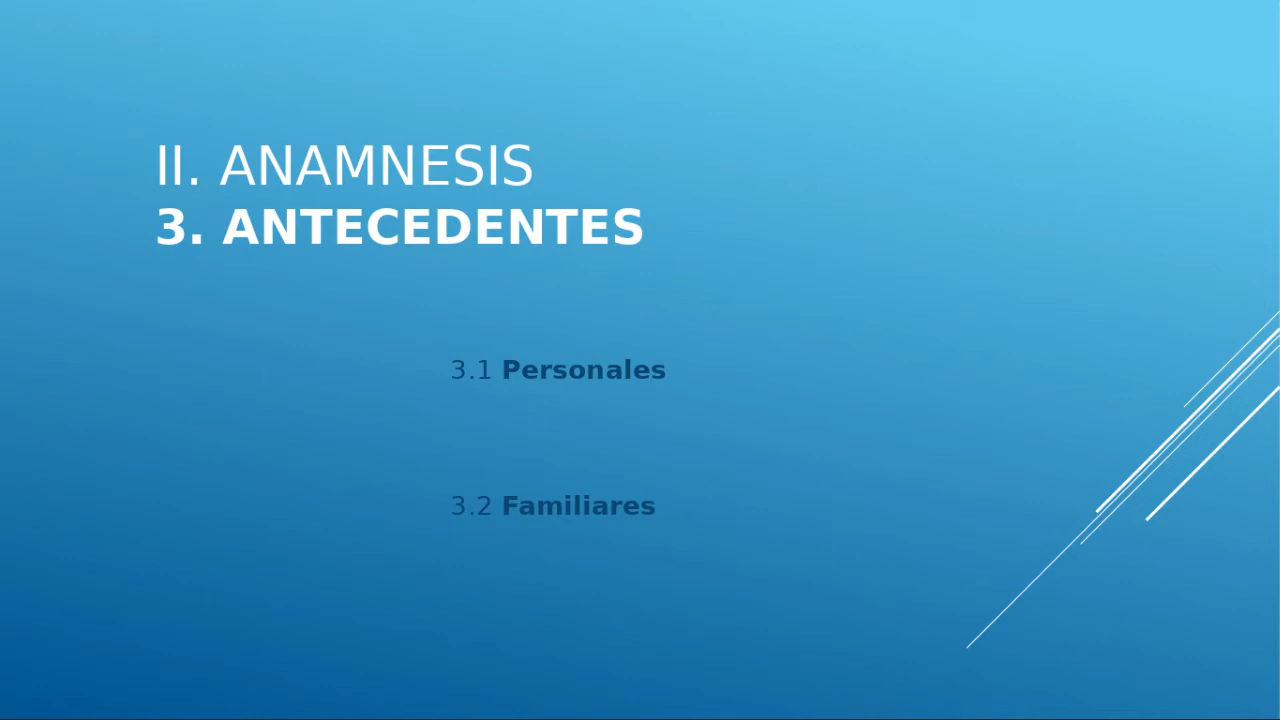 II. ANAMNESIS
3. ANTECEDENTES
3.1 Personales
3.2 Familiares